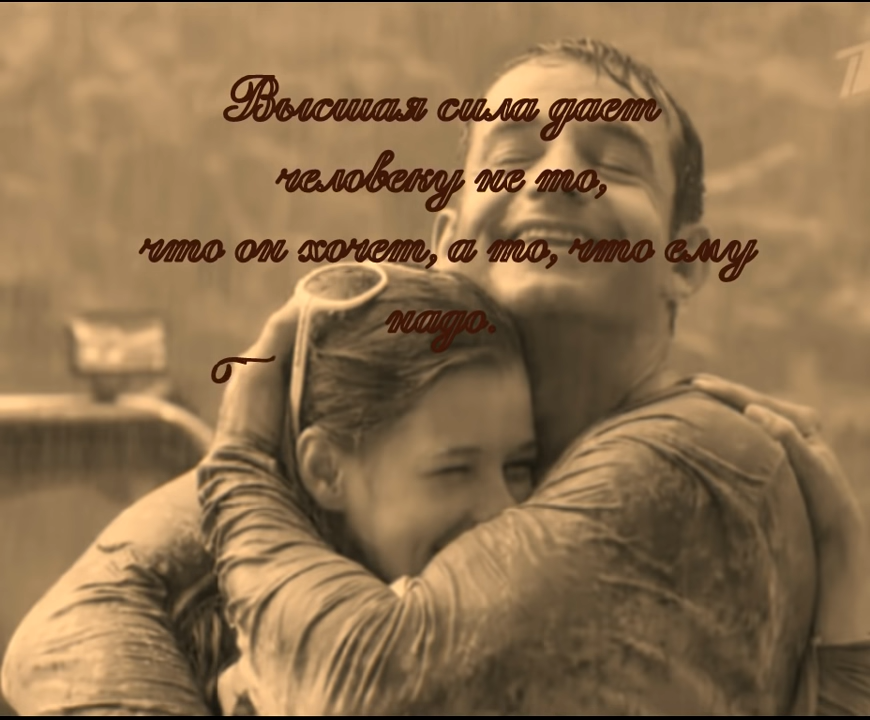 Высшая сила дает
человеку не то,
что он хочет, а то, что ему
надо.